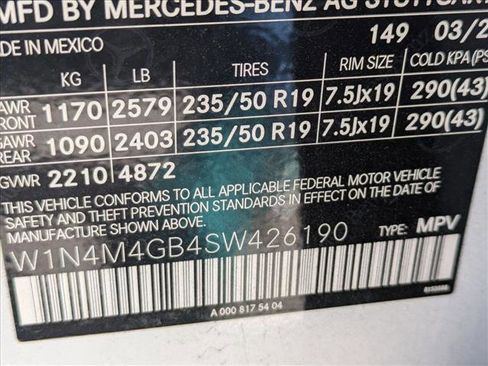 MFD BY MERCEDES-BENZ AG STUTTGART
149 03/2
MADE IN MEXICO
KG LB TIRES RIM SIZE COLD KPA(PS
GAWR FRONT 1170 2579 235/50 R19 7.5Jx19 290(43)
GAWR REAR 1090 2403 235/50 R19 7.5Jx19 290(43)
GVWR 2210 4872
THIS VEHICLE CONFORMS TO ALL APPLICABLE FEDERAL MOTOR VEHICLE
SAFETY AND THEFT PREVENTION STANDARDS IN EFFECT ON THE DATE
OF MANUFACTURE SHOWN ABOVE.
W1N4M4GB4SW426190 TYPE: MPV
A 000 817 54 04